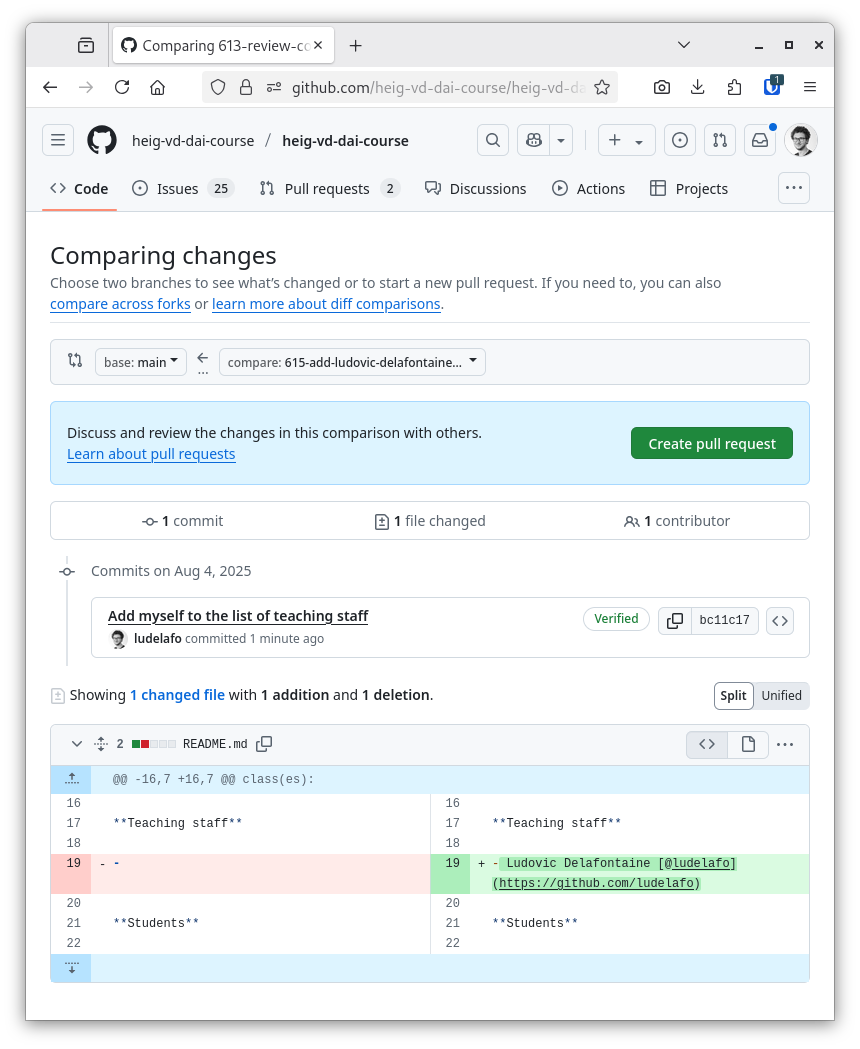 Comparing 613-review-co
github.com/heig-vd-dai-course/heig-vd-da
1
heig-vd-dai-course / heig-vd-dai-course
Code Issues 25 Pull requests 2 Discussions Actions Projects
Comparing changes
Choose two branches to see what's changed or to start a new pull request. If you need to, you can also
compare across forks or learn more about diff comparisons.
base: main ... compare: 615-add-ludovic-delafontaine...
Discuss and review the changes in this comparison with others.
Learn about pull requests
Create pull request
1 commit 1 file changed 1 contributor
Commits on Aug 4, 2025
Add myself to the list of teaching staff
ludelafo committed 1 minute ago
Verified bc11c17
Showing 1 changed file with 1 addition and 1 deletion.
Split Unified
2 README.md
@@ -16,7 +16,7 @@ class(es):
16 16
17 **Teaching staff** 17 **Teaching staff**
18 18
19 - - 19 + - Ludovic Delafontaine [@ludelafo]
(https://github.com/ludelafo)
20 20
21 **Students** 21 **Students**
22 22